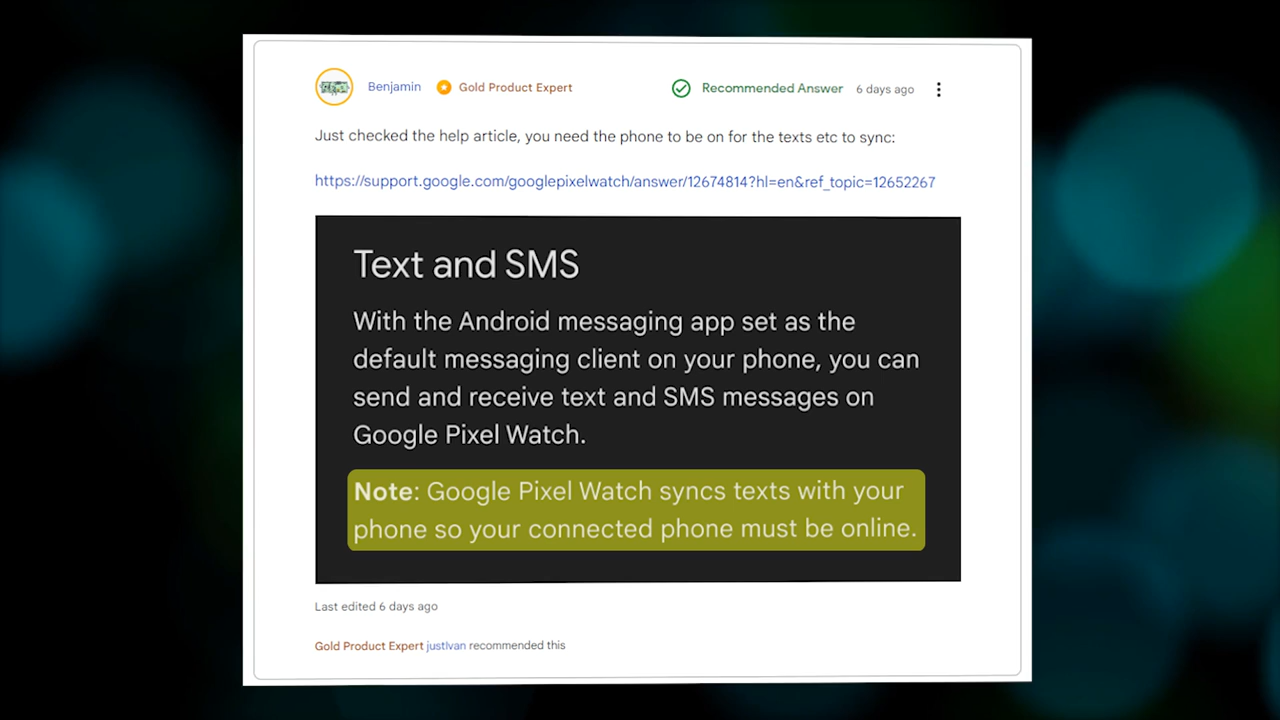 Benjamin Gold Product Expert Recommended Answer 6 days ago
Just checked the help article, you need the phone to be on for the texts etc to sync:
https://support.google.com/googlepixelwatch/answer/12674814?hl=en&ref_topic=12652267
Text and SMS
With the Android messaging app set as the
default messaging client on your phone, you can
send and receive text and SMS messages on
Google Pixel Watch.
Note: Google Pixel Watch syncs texts with your
phone so your connected phone must be online.
Last edited 6 days ago
Gold Product Expert justIvan recommended this